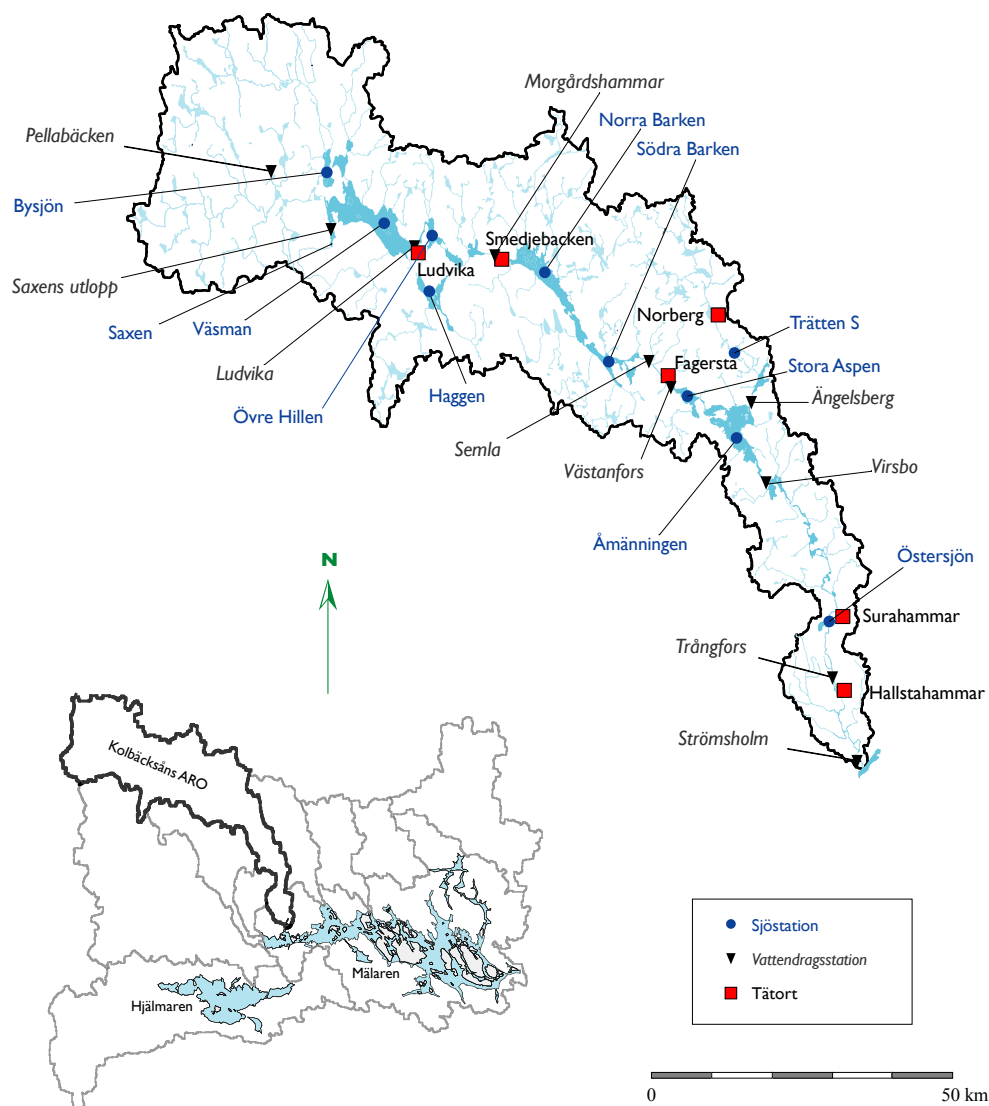 Morgårdshammar
Norra Barken
Pellabäcken
Södra Barken
Bysjön
Smedjebacken
Ludvika
Saxens utlopp
Norberg
Trätten S
Saxen
Väsman
Fagersta
Stora Aspen
Ludvika
Haggen
Ängelsberg
Övre Hillen
Semla
Västanfors
Virsbo
Åmänningen
Östersjön
N
Surahammar
Trångfors
Hallstahammar
Strömsholm
Kolbäcksåns ARO
Mälaren
Hjälmaren
Sjöstation
Vattendragsstation
Tätort
0 50 km